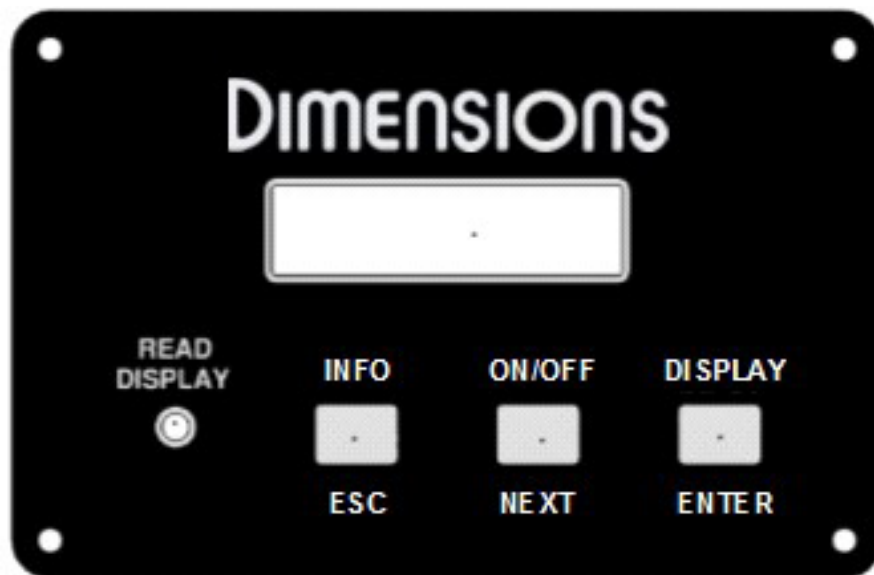 DIMENSIONS
READ
DISPLAY
INFO
ON/OFF
DISPLAY
ESC
NEXT
ENTER